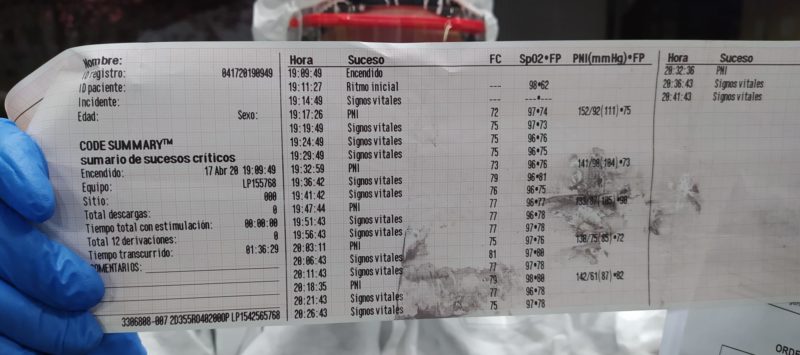 Nombre:
ID registro: 041720190949
ID paciente:
Incidente:
Edad: Sexo:
CODE SUMMARY™
sumario de sucesos críticos
Encendido: 17 Abr 20 19:09:49
Equipo: LP155768
Sitio: 000
Total descargas: 0
Tiempo total con estimulación: 00:00:00
Total 12 derivaciones: 0
Tiempo transcurrido: 01:36:29
COMENTARIOS:
3306808-007 2D355RO402000P LP1542565768
Hora Suceso FC SpO2•FP PNI(mmHg)•FP
19:09:49 Encendido
19:11:27 Ritmo inicial --- 98•62
19:14:49 Signos vitales --- ---•---
19:17:26 PNI 72 97•74 152/92(111)•75
19:19:49 Signos vitales 75 97•73
19:24:49 Signos vitales 75 96•76
19:29:49 Signos vitales 75 96•75
19:32:59 PNI 73 96•76 141/90(104)•73
19:36:42 Signos vitales 79 96•81
19:41:42 Signos vitales 76 96•75
19:47:44 PNI 77 96•77
19:51:43 Signos vitales 77 96•78
19:56:43 Signos vitales 97•78
20:03:11 PNI 75 97•76 130/75(85)•72
20:06:43 Signos vitales 81 97•80
20:11:43 Signos vitales 77 97•78
20:18:35 PNI 79 98•80 142/61(87)•82
20:21:43 Signos vitales 77 96•78
20:26:43 Signos vitales 75 97•78
Hora Suceso
20:32:36 PNI
20:36:43 Signos vitales
20:41:43 Signos vitales